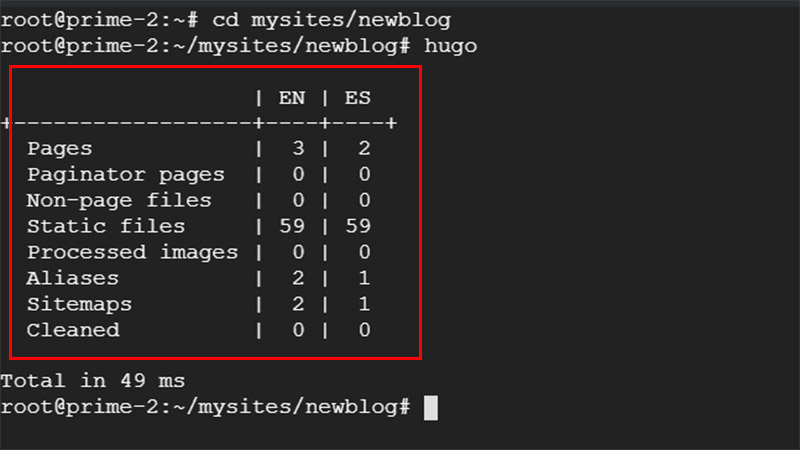 root@prime-2:~# cd mysites/newblog
root@prime-2:~/mysites/newblog# hugo
                   | EN | ES
+------------------+----+----+
  Pages            |  3 |  2
  Paginator pages  |  0 |  0
  Non-page files   |  0 |  0
  Static files     | 59 | 59
  Processed images |  0 |  0
  Aliases          |  2 |  1
  Sitemaps         |  2 |  1
  Cleaned          |  0 |  0
Total in 49 ms
root@prime-2:~/mysites/newblog#